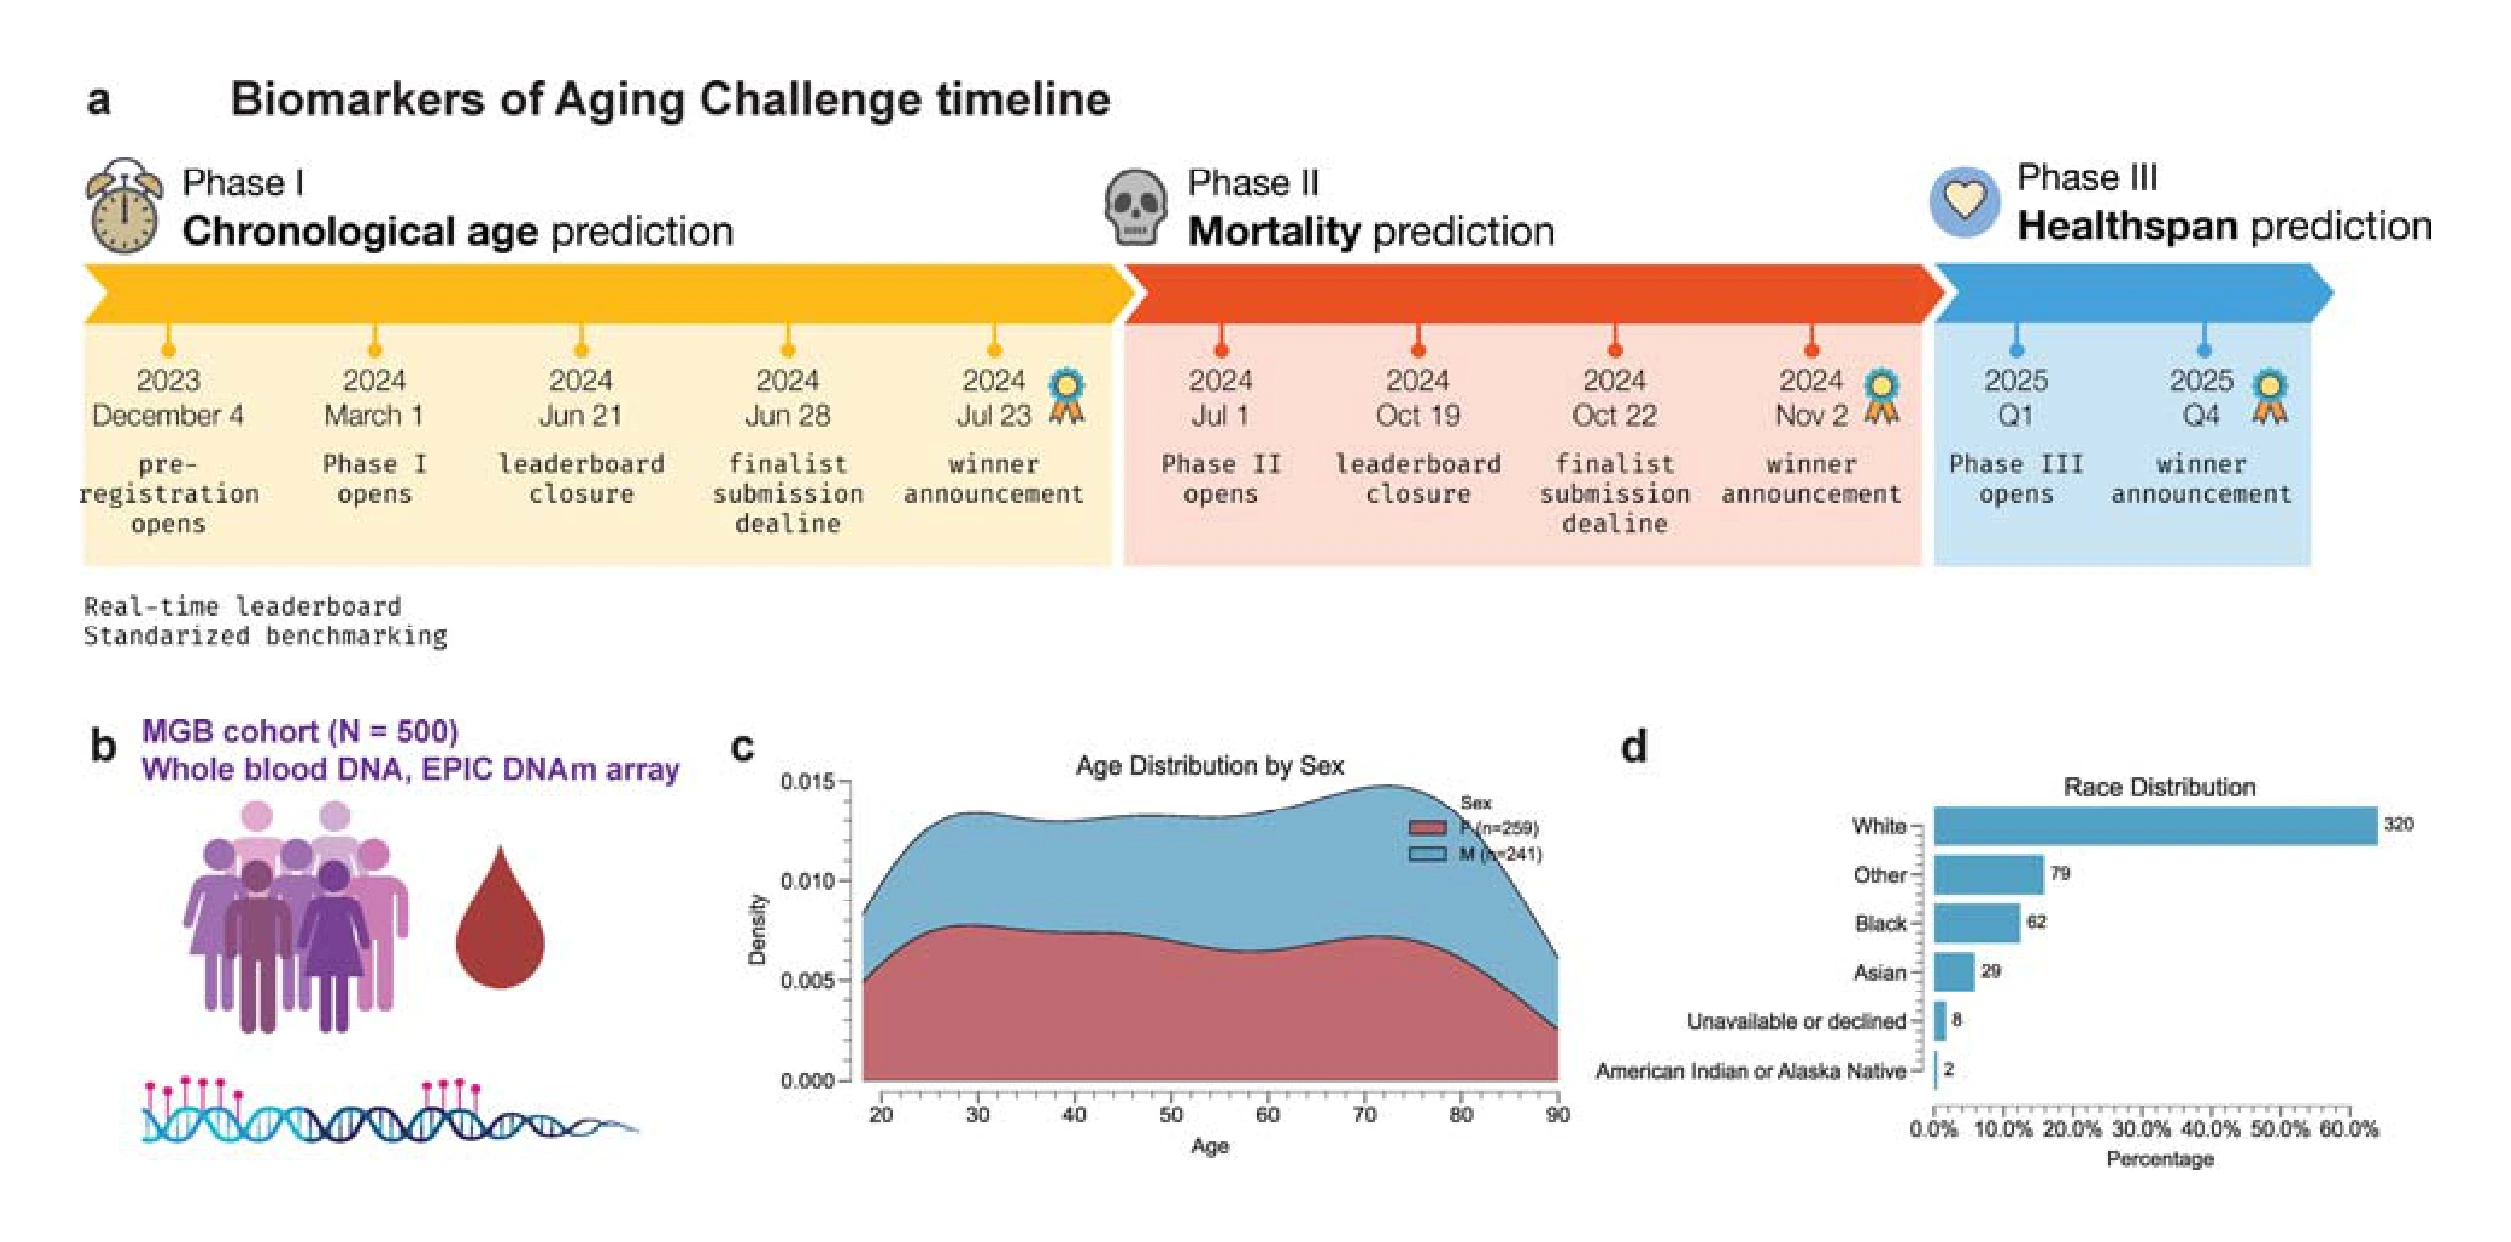 a
Biomarkers of Aging Challenge timeline
Phase I
Chronological age prediction
Phase II
Mortality prediction
Phase III
Healthspan prediction
2023
December 4
pre-
registration
opens
2024
March 1
Phase I
opens
2024
Jun 21
leaderboard
closure
2024
Jun 28
finalist
submission
dealine
2024
Jul 23
winner
announcement
2024
Jul 1
Phase II
opens
2024
Oct 19
leaderboard
closure
2024
Oct 22
finalist
submission
dealine
2024
Nov 2
winner
announcement
2025
Q1
Phase III
opens
2025
Q4
winner
announcement
Real-time leaderboard
Standarized benchmarking
b
MGB cohort (N = 500)
Whole blood DNA, EPIC DNAm array
c
Age Distribution by Sex
Sex
F (n=259)
M (n=241)
0.015
0.010
0.005
0.000
Density
20 30 40 50 60 70 80 90
Age
d
Race Distribution
White 320
Other 79
Black 62
Asian 29
Unavailable or declined 8
American Indian or Alaska Native 2
0.0% 10.0% 20.0% 30.0% 40.0% 50.0% 60.0%
Percentage